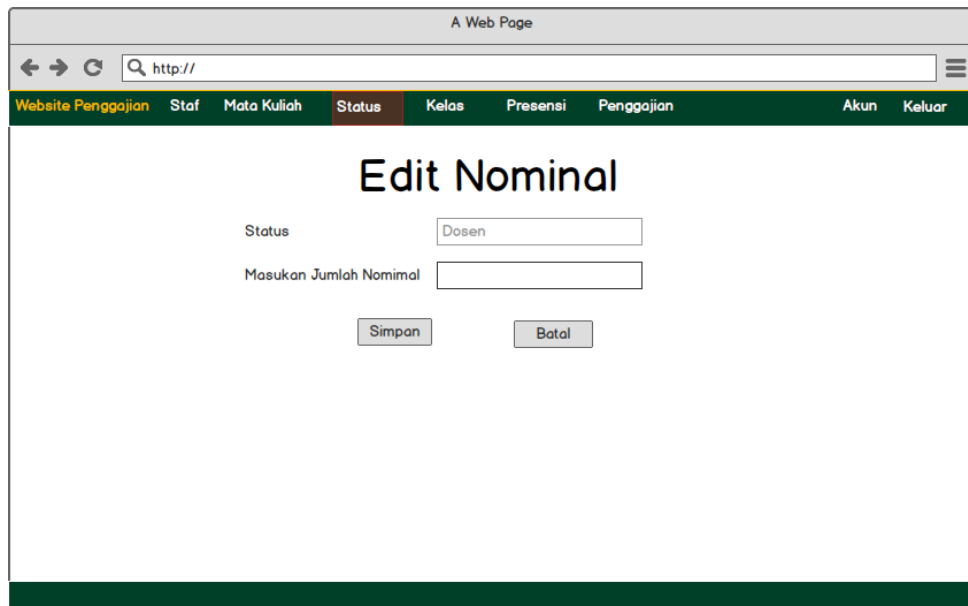 A Web Page
http://
Website Penggajian Staf Mata Kuliah Status Kelas Presensi Penggajian Akun Keluar
Edit Nominal
Status Dosen
Masukan Jumlah Nomimal
Simpan Batal